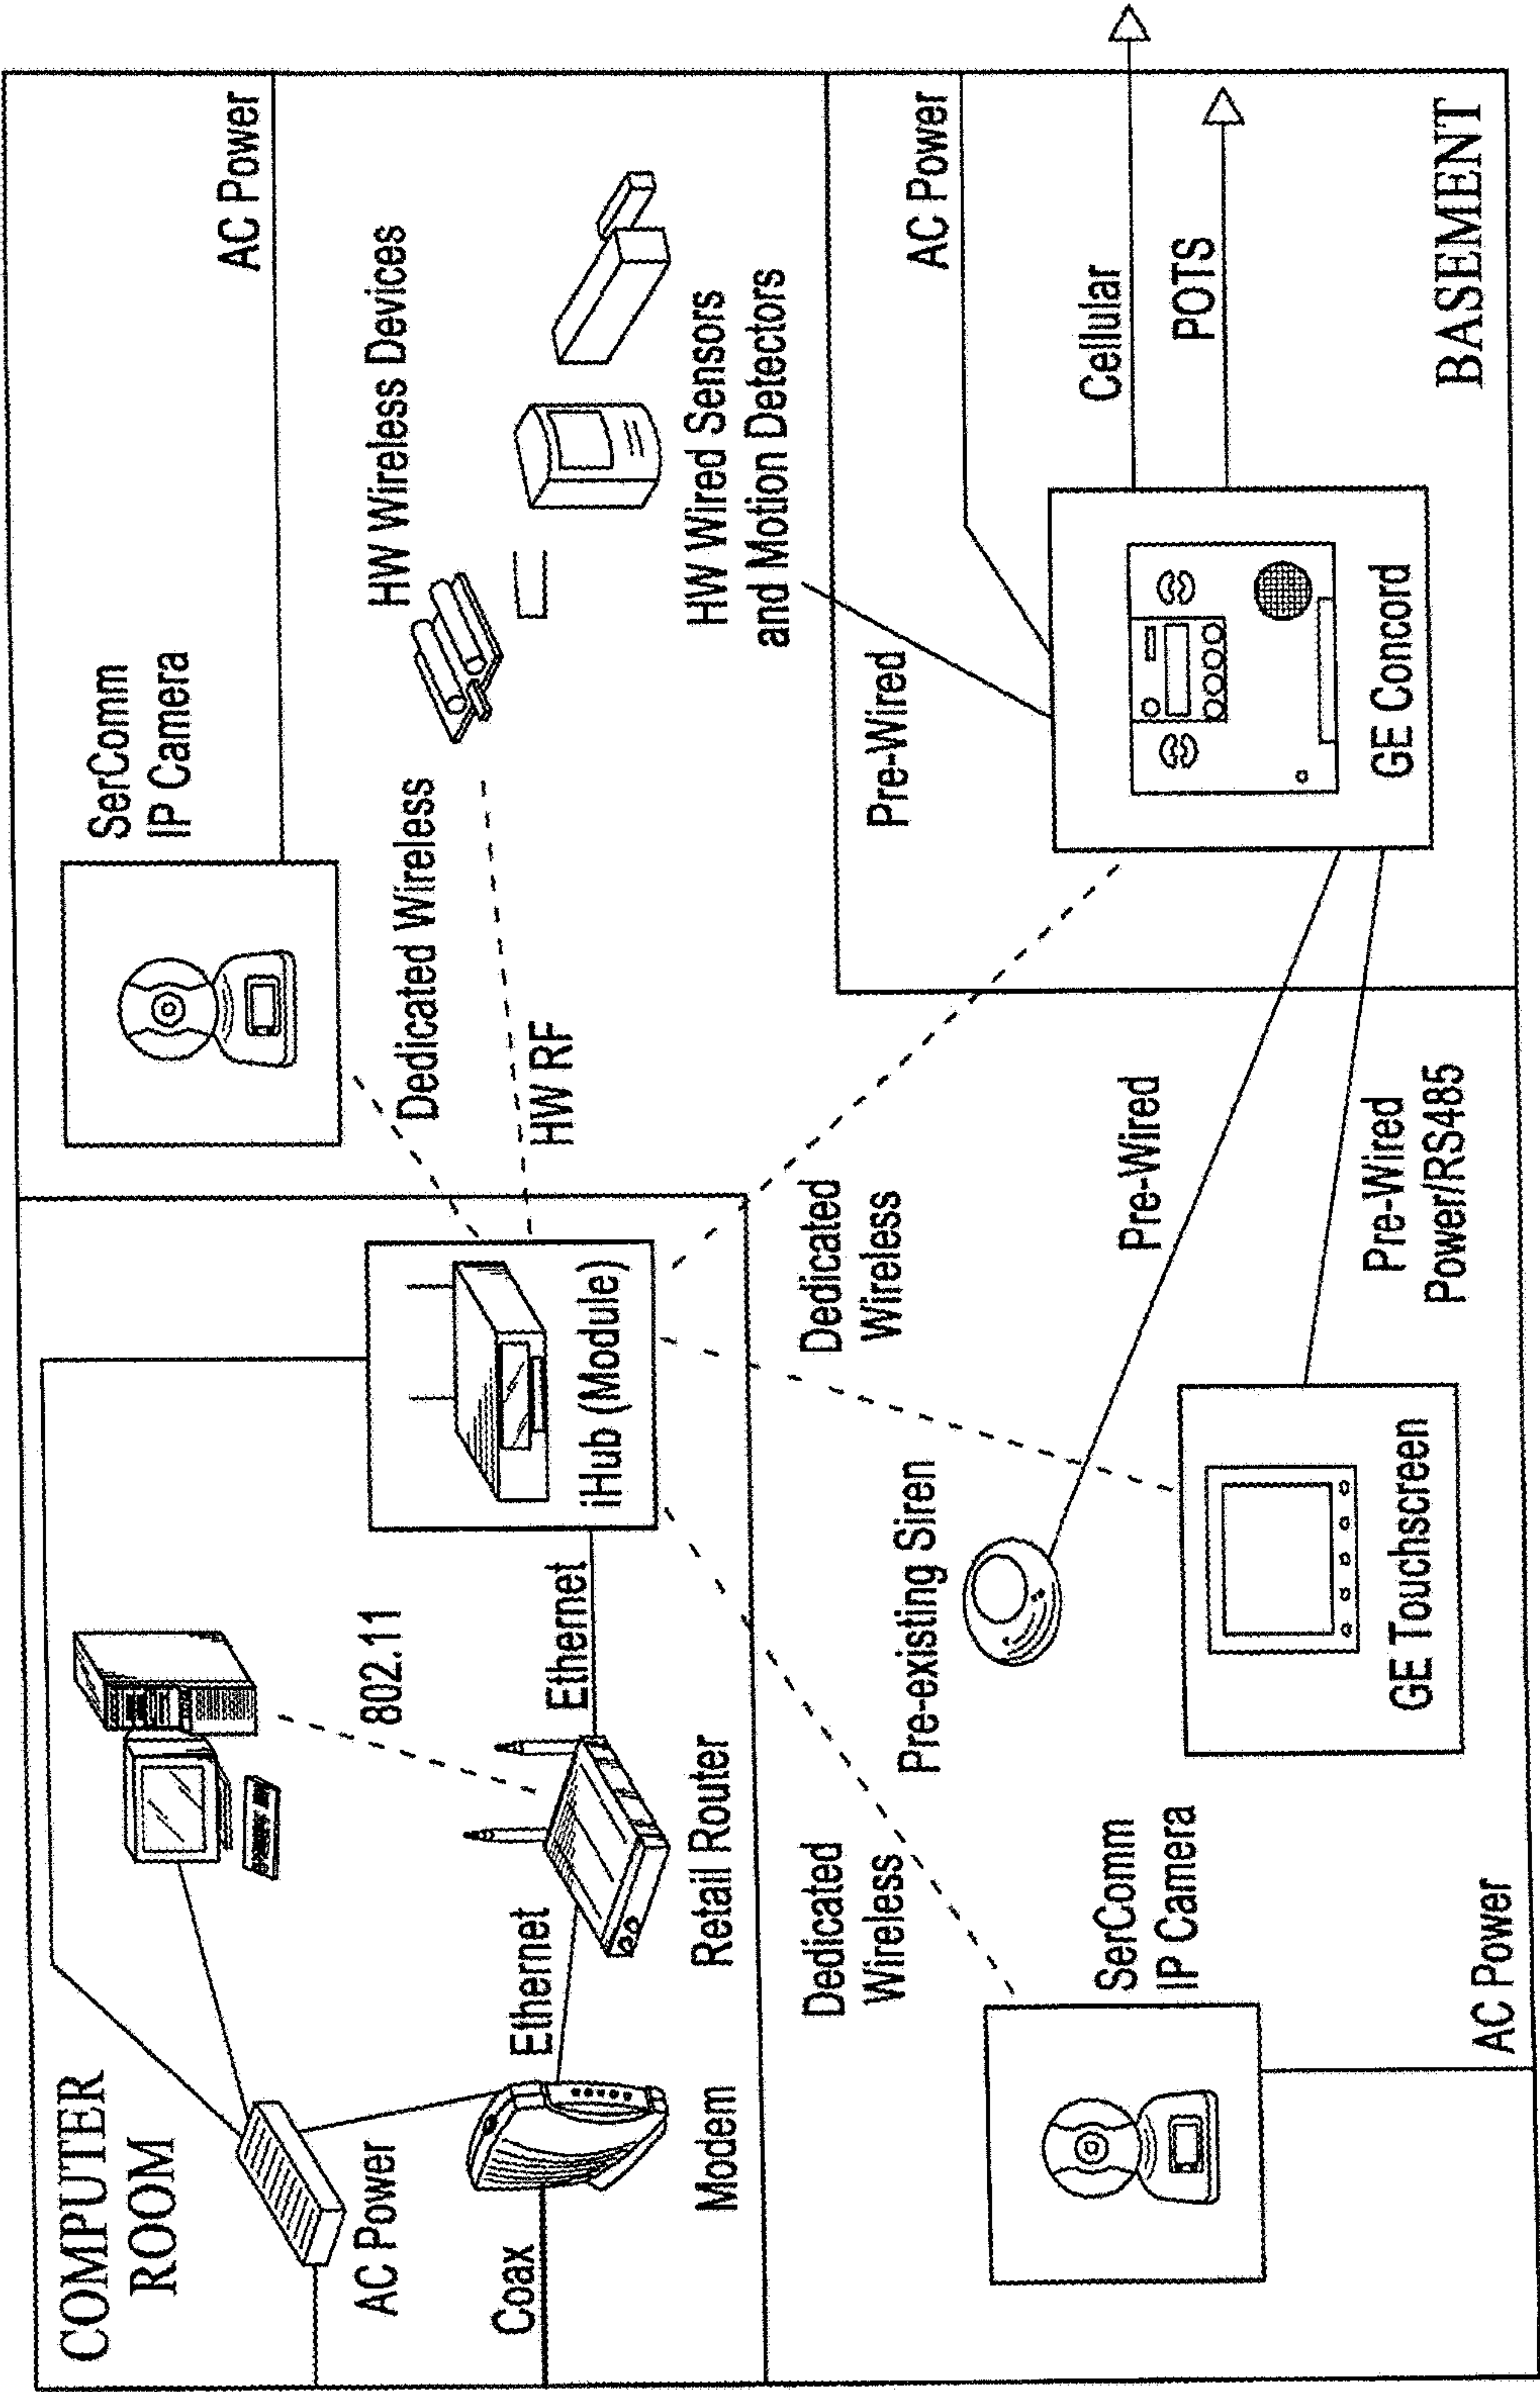 COMPUTER
ROOM
AC Power
Coax
Modem
Ethernet
Retail Router
802.11
Ethernet
iHub (Module)
SerComm
IP Camera
AC Power
Dedicated Wireless
HW RF
HW Wireless Devices
HW Wired Sensors
and Motion Detectors
Dedicated
Wireless
SerComm
IP Camera
AC Power
Pre-existing Siren
GE Touchscreen
Dedicated
Wireless
Pre-Wired
Pre-Wired
Power/RS485
Pre-Wired
AC Power
Cellular
POTS
GE Concord
BASEMENT